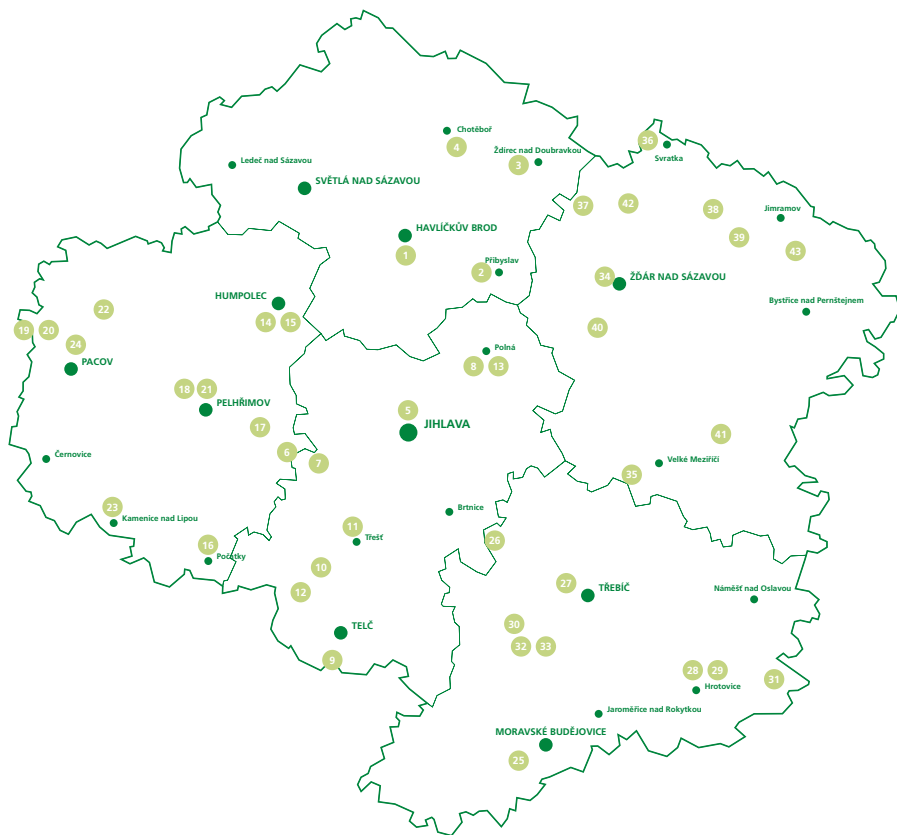 Chotěboř
4
36
Svratka
Ledeč nad Sázavou
Ždírec nad Doubravkou
3
SVĚTLÁ NAD SÁZAVOU
37
42
38
Jimramov
HAVLÍČKŮV BROD
1
39
43
2
Přibyslav
34
ŽĎÁR NAD SÁZAVOU
HUMPOLEC
22
14
15
Bystřice nad Pernštejnem
19
20
24
40
PACOV
Polná
8
13
18
21
PELHŘIMOV
5
JIHLAVA
17
41
6
7
Černovice
Velké Meziříčí
35
23
Kamenice nad Lipou
Brtnice
11
Třešť
16
Počátky
26
10
12
27
TŘEBÍČ
Náměšť nad Oslavou
TELČ
30
32
33
9
28
29
31
Hrotovice
Jaroměřice nad Rokytkou
MORAVSKÉ BUDĚJOVICE
25